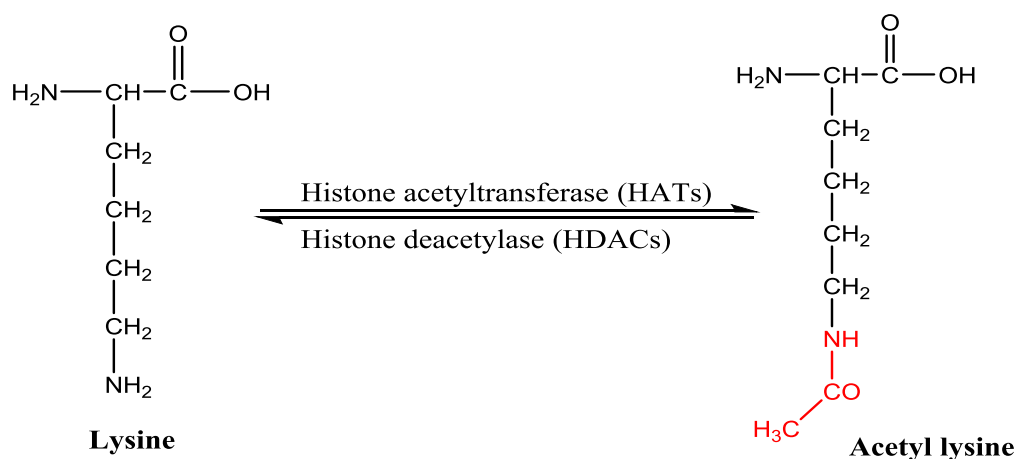 O
H₂N CH C OH
CH₂
CH₂
CH₂
CH₂
NH₂
Lysine
Histone acetyltransferase (HATs)
Histone deacetylase (HDACs)
O
H₂N CH C OH
CH₂
CH₂
CH₂
CH₂
NH
CO
H₃C
Acetyl lysine